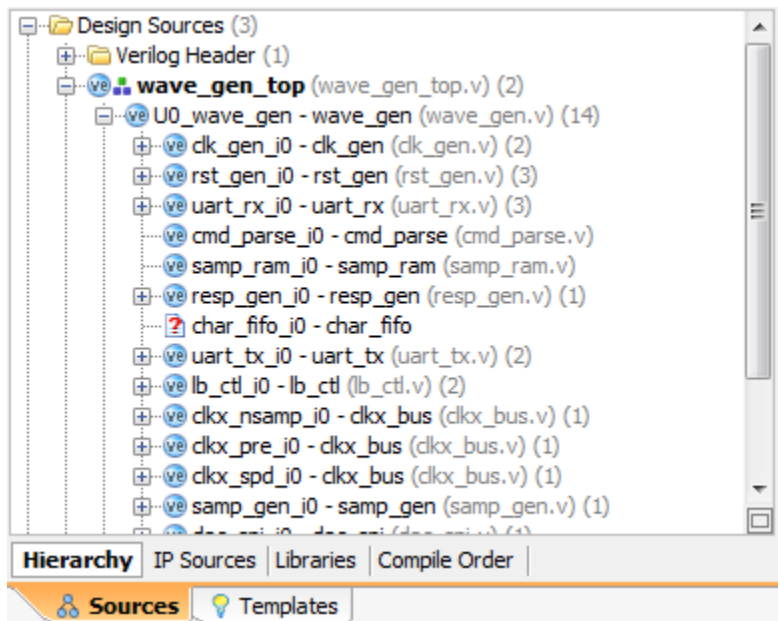 Design Sources (3)
Verilog Header (1)
wave_gen_top (wave_gen_top.v) (2)
U0_wave_gen - wave_gen (wave_gen.v) (14)
clk_gen_i0 - clk_gen (clk_gen.v) (2)
rst_gen_i0 - rst_gen (rst_gen.v) (3)
uart_rx_i0 - uart_rx (uart_rx.v) (3)
cmd_parse_i0 - cmd_parse (cmd_parse.v)
samp_ram_i0 - samp_ram (samp_ram.v)
resp_gen_i0 - resp_gen (resp_gen.v) (1)
char_fifo_i0 - char_fifo
uart_tx_i0 - uart_tx (uart_tx.v) (2)
lb_ctl_i0 - lb_ctl (lb_ctl.v) (2)
clkx_nsamp_i0 - clkx_bus (clkx_bus.v) (1)
clkx_pre_i0 - clkx_bus (clkx_bus.v) (1)
clkx_spd_i0 - clkx_bus (clkx_bus.v) (1)
samp_gen_i0 - samp_gen (samp_gen.v) (1)
Hierarchy IP Sources Libraries Compile Order
Sources Templates